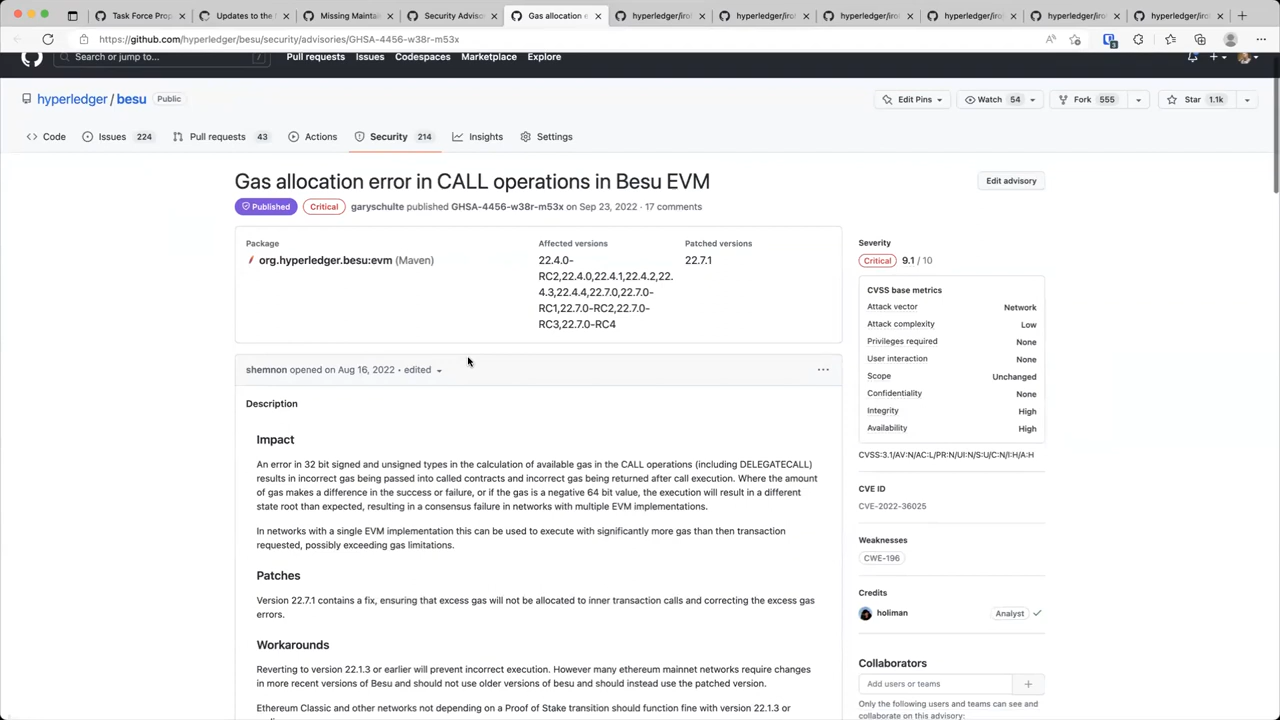 Task Force Prop
Updates to the
Missing Maintai
Security Advisor
Gas allocation e
hyperledger/irol
hyperledger/iro
hyperledger/iro
hyperledger/iro
hyperledger/iro
hyperledger/iro
https://github.com/hyperledger/besu/security/advisories/GHSA-4456-w38r-m53x
Search or jump to... / Pull requests Issues Codespaces Marketplace Explore
hyperledger / besu Public Edit Pins Watch 54 Fork 555 Star 1.1k
Code Issues 224 Pull requests 43 Actions Security 214 Insights Settings
Gas allocation error in CALL operations in Besu EVM Edit advisory
Published Critical garyschulte published GHSA-4456-w38r-m53x on Sep 23, 2022 · 17 comments
Package Affected versions Patched versions
org.hyperledger.besu:evm (Maven) 22.4.0- 22.7.1
RC2,22.4.0,22.4.1,22.4.2,22.
4.3,22.4.4,22.7.0,22.7.0-
RC1,22.7.0-RC2,22.7.0-
RC3,22.7.0-RC4
shemnon opened on Aug 16, 2022 • edited
Description
Impact
An error in 32 bit signed and unsigned types in the calculation of available gas in the CALL operations (including DELEGATECALL)
results in incorrect gas being passed into called contracts and incorrect gas being returned after call execution. Where the amount
of gas makes a difference in the success or failure, or if the gas is a negative 64 bit value, the execution will result in a different
state root than expected, resulting in a consensus failure in networks with multiple EVM implementations.
In networks with a single EVM implementation this can be used to execute with significantly more gas than then transaction
requested, possibly exceeding gas limitations.
Patches
Version 22.7.1 contains a fix, ensuring that excess gas will not be allocated to inner transaction calls and correcting the excess gas
errors.
Workarounds
Reverting to version 22.1.3 or earlier will prevent incorrect execution. However many ethereum mainnet networks require changes
in more recent versions of Besu and should not use older versions of besu and should instead use the patched version.
Ethereum Classic and other networks not depending on a Proof of Stake transition should function fine with version 22.1.3 or
Severity
Critical 9.1 / 10
CVSS base metrics
Attack vector Network
Attack complexity Low
Privileges required None
User interaction None
Scope Unchanged
Confidentiality None
Integrity High
Availability High
CVSS:3.1/AV:N/AC:L/PR:N/UI:N/S:U/C:N/I:H/A:H
CVE ID
CVE-2022-36025
Weaknesses
CWE-196
Credits
holiman Analyst
Collaborators
Add users or teams
Only the following users and teams can see and
collaborate on this advisory: